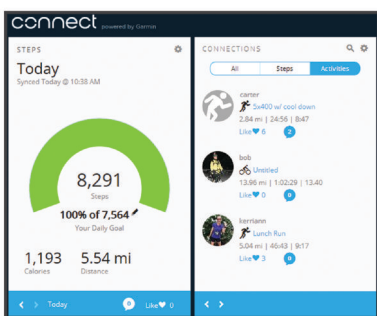 connect powered by Garmin
STEPS
Today
Synced Today @ 10:38 AM
8,291
Steps
100% of 7,564
Your Daily Goal
1,193
Calories
5.54 mi
Distance
Today
0
Like 0
CONNECTIONS
All
Steps
Activities
carter
5x400 w/ cool down
2.84 mi | 24:56 | 8:47
Like 6
2
bob
Untitled
13.96 mi | 1:02:29 | 13.40
Like 0
0
kerriann
Lunch Run
5.04 mi | 46:43 | 9:17
Like 3
0